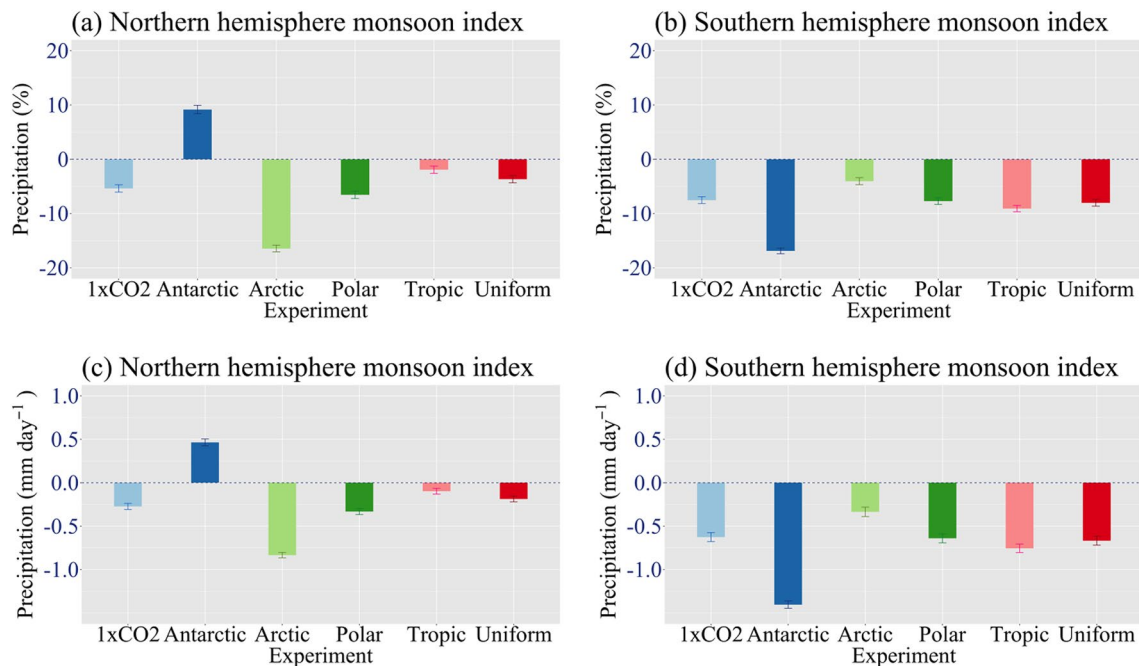 (a) Northern hemisphere monsoon index
20
10
0
-10
-20
Precipitation (%)
1xCO2 Antarctic Arctic Polar Tropic Uniform
Experiment
(b) Southern hemisphere monsoon index
20
10
0
-10
-20
Precipitation (%)
1xCO2 Antarctic Arctic Polar Tropic Uniform
Experiment
(c) Northern hemisphere monsoon index
1.0
0.5
0.0
-0.5
-1.0
Precipitation (mm day⁻¹ )
1xCO2 Antarctic Arctic Polar Tropic Uniform
Experiment
(d) Southern hemisphere monsoon index
1.0
0.5
0.0
-0.5
-1.0
Precipitation (mm day⁻¹ )
1xCO2 Antarctic Arctic Polar Tropic Uniform
Experiment